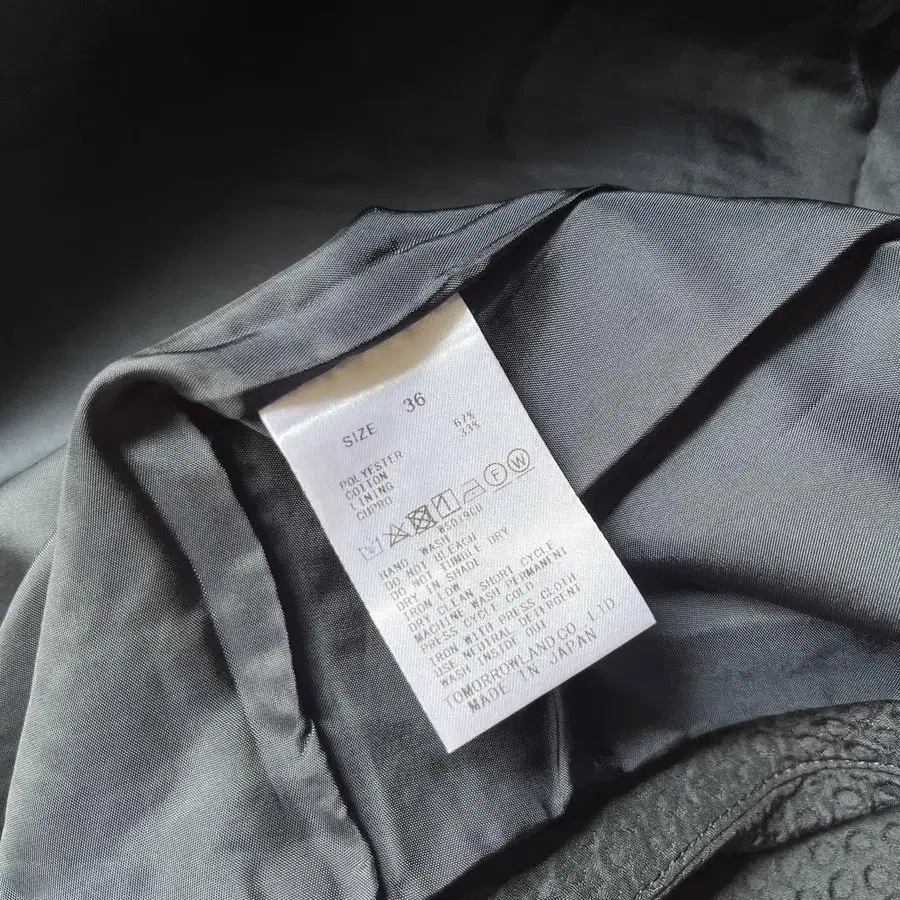 SIZE 36
POLYESTER 67%
COTTON 33%
LINING
CUPRO
F W
W5019CU
HAND WASH
DO NOT BLEACH
DO NOT TUMBLE DRY
DRY IN SHADE
IRON LOW
DRY CLEAN SHORT CYCLE
MACHINE WASH PERMANENT
PRESS CYCLE COLD
IRON WITH PRESS CLOTH
USE NEUTRAL DETERGENT
WASH INSIDE OUT
TOMORROWLAND CO., LTD.
MADE IN JAPAN